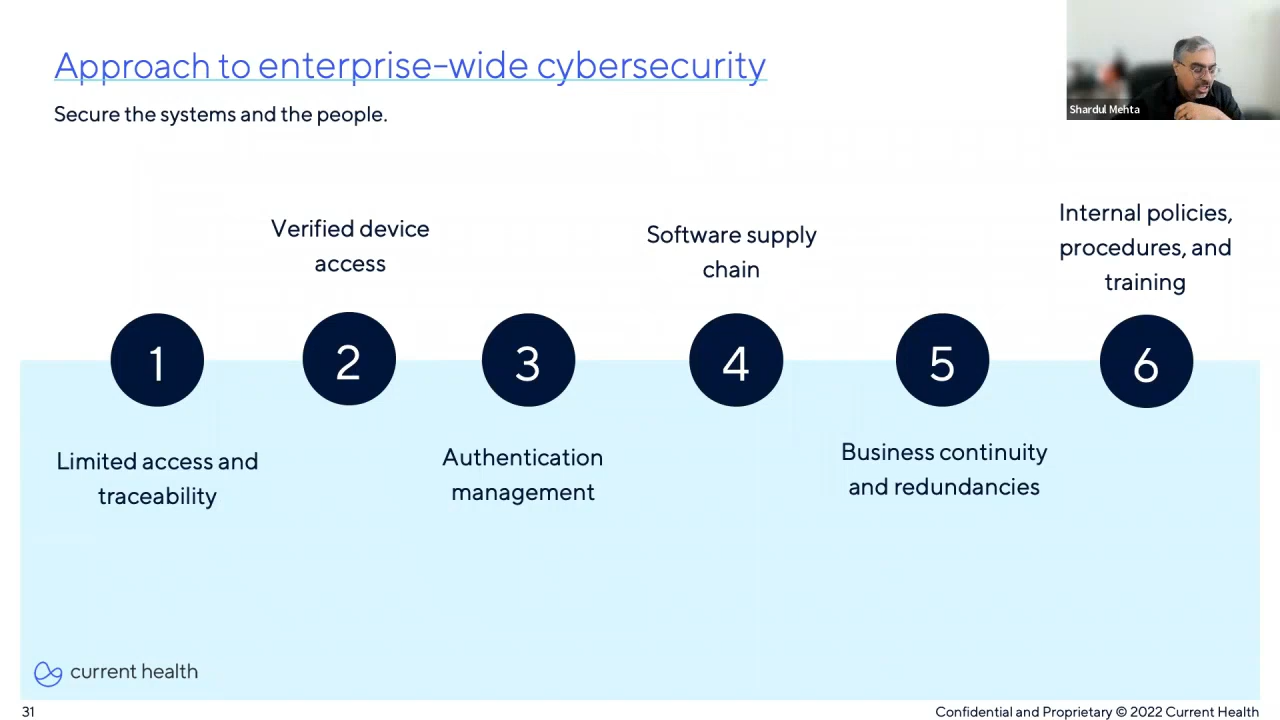 Approach to enterprise-wide cybersecurity
Secure the systems and the people.
Shardul Mehta
1
Limited access and
traceability
Verified device
access
2
3
Authentication
management
Software supply
chain
4
5
Business continuity
and redundancies
Internal policies,
procedures, and
training
6
current health
31
Confidential and Proprietary © 2022 Current Health